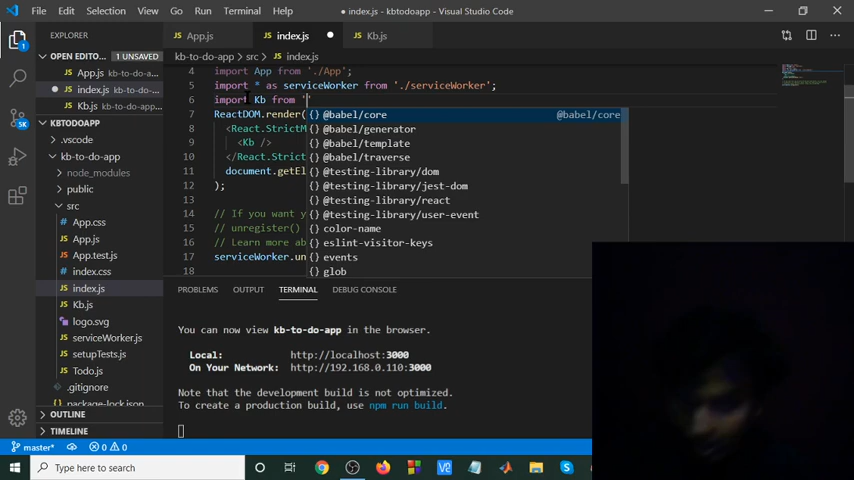 File Edit Selection View Go Run Terminal Help
● index.js - kbtodoapp - Visual Studio Code
EXPLORER
App.js
index.js
Kb.js
OPEN EDITO... 1 UNSAVED
App.js kb-to-do-app...
index.js kb-to-do-a...
Kb.js kb-to-do-app...
KBTODOAPP
.vscode
kb-to-do-app
node_modules
public
src
App.css
App.js
App.test.js
index.css
index.js
Kb.js
logo.svg
serviceWorker.js
setupTests.js
Todo.js
.gitignore
package-lock.json
OUTLINE
TIMELINE
kb-to-do-app > src > index.js
4 import App from './App';
5 import * as serviceWorker from './serviceWorker';
6 import Kb from ''
7 ReactDOM.render(
8 <React.StrictM
9 <Kb />
10 </React.Strict
11 document.getEl
12 );
13
14 // If you want y
15 // unregister()
16 // Learn more ab
17 serviceWorker.un
18
@babel/core @babel/core
@babel/generator
@babel/template
@babel/traverse
@testing-library/dom
@testing-library/jest-dom
@testing-library/react
@testing-library/user-event
color-name
eslint-visitor-keys
events
glob
PROBLEMS OUTPUT TERMINAL DEBUG CONSOLE
You can now view kb-to-do-app in the browser.
Local: http://localhost:3000
On Your Network: http://192.168.0.110:3000
Note that the development build is not optimized.
To create a production build, use npm run build.
master* 0 0
Type here to search